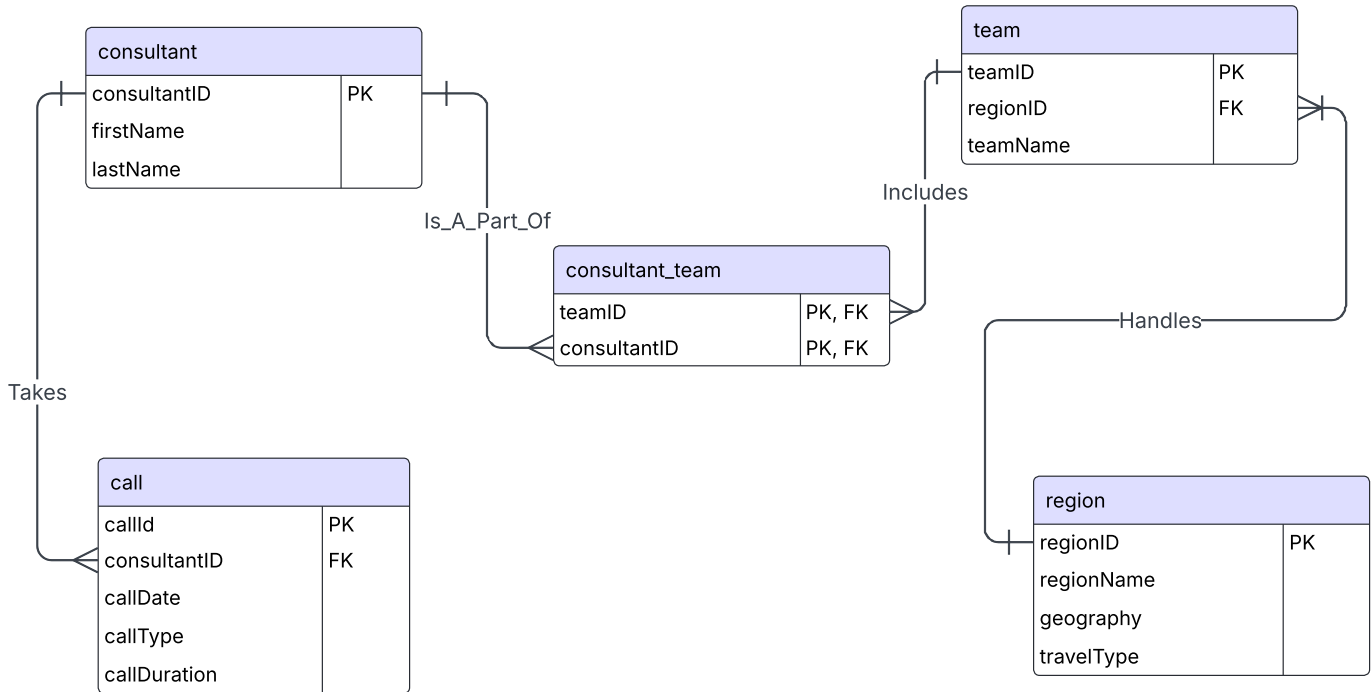 consultant
consultantID PK
firstName
lastName
team
teamID PK
regionID FK
teamName
Includes
Is_A_Part_Of
consultant_team
teamID PK, FK
consultantID PK, FK
Handles
Takes
call
callId PK
consultantID FK
callDate
callType
callDuration
region
regionID PK
regionName
geography
travelType